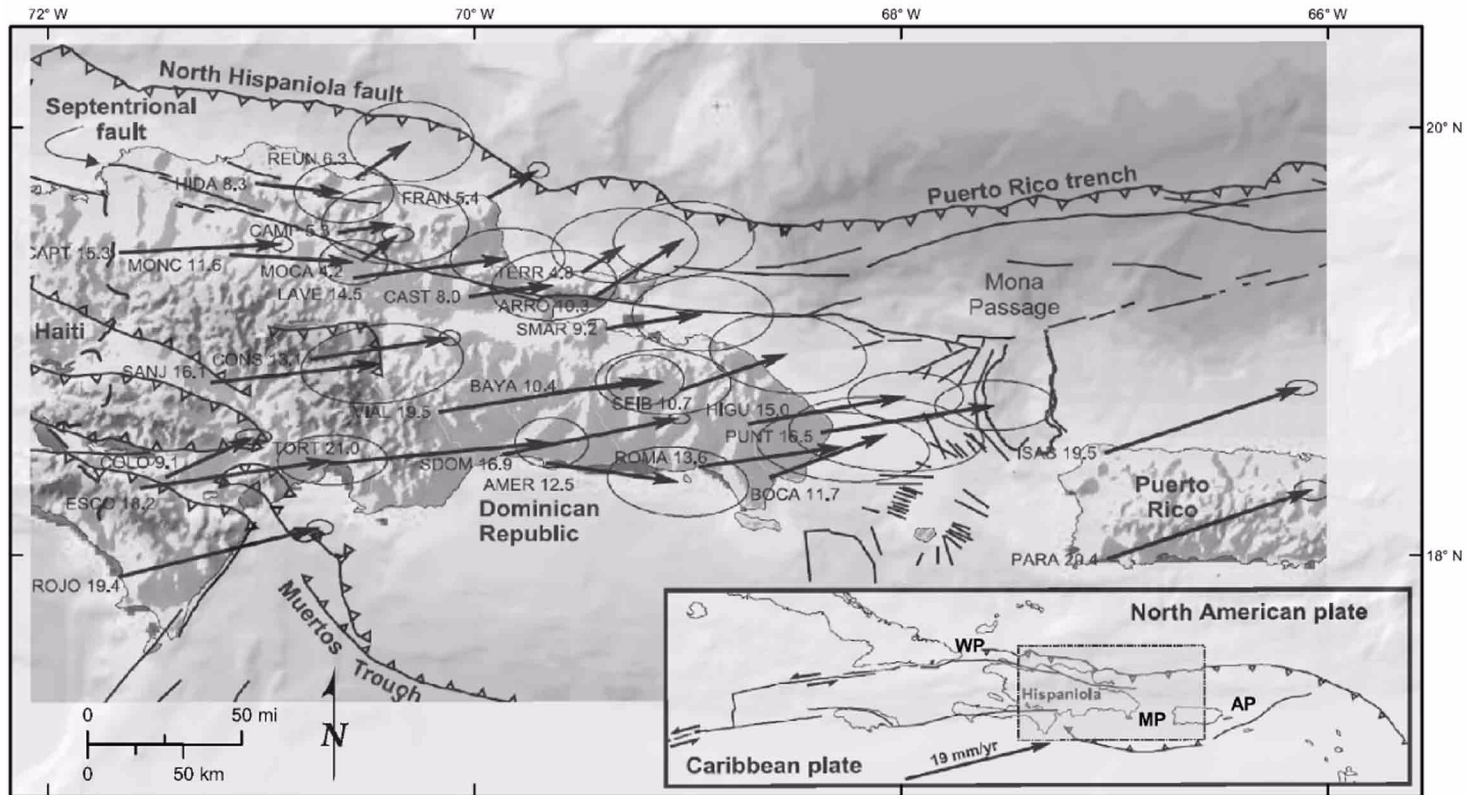 72° W
70° W
68° W
66° W
North Hispaniola fault
Septentrional
fault
20° N
REUN 6.3
HIDA 8.3
FRAN 5.4
Puerto Rico trench
CAMP 5.3
CAPT 15.3
MONC 11.6
MOCA 4.2
TERR 4.8
LAVE 14.5
CAST 8.0
ARRO 10.3
SMAR 9.2
Mona
Passage
Haiti
CONS 13.1
SANJ 16.1
BAYA 10.4
VIAL 19.5
SEIB 10.7
HIGU 15.0
PUNT 16.5
COLO 9.1
TORT 21.0
SDOM 16.9
ROMA 13.6
ISAB 19.5
ESCO 18.2
AMER 12.5
BOCA 11.7
Dominican
Republic
Puerto
Rico
18° N
PARA 20.4
ROJO 19.4
Muertos Trough
0 50 mi
N
0 50 km
North American plate
WP
Hispaniola
MP
AP
19 mm/yr
Caribbean plate